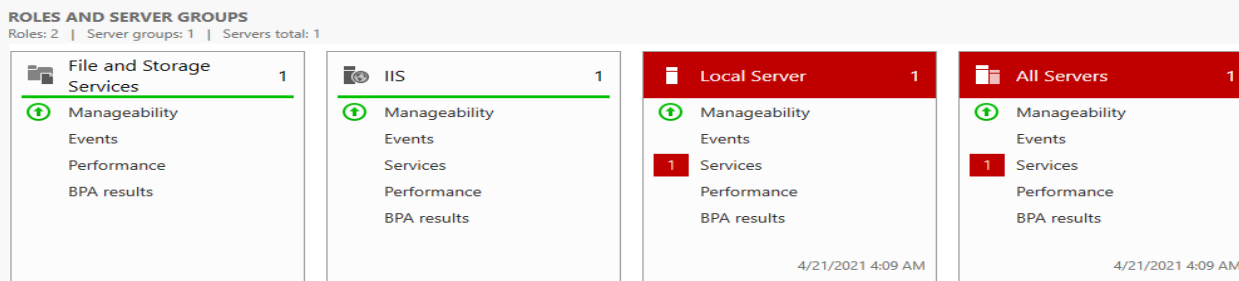 ROLES AND SERVER GROUPS
Roles: 2 | Server groups: 1 | Servers total: 1
File and Storage
Services
1
Manageability
Events
Performance
BPA results
IIS
1
Manageability
Events
Services
Performance
BPA results
Local Server
1
Manageability
Events
1 Services
Performance
BPA results
4/21/2021 4:09 AM
All Servers
1
Manageability
Events
1 Services
Performance
BPA results
4/21/2021 4:09 AM